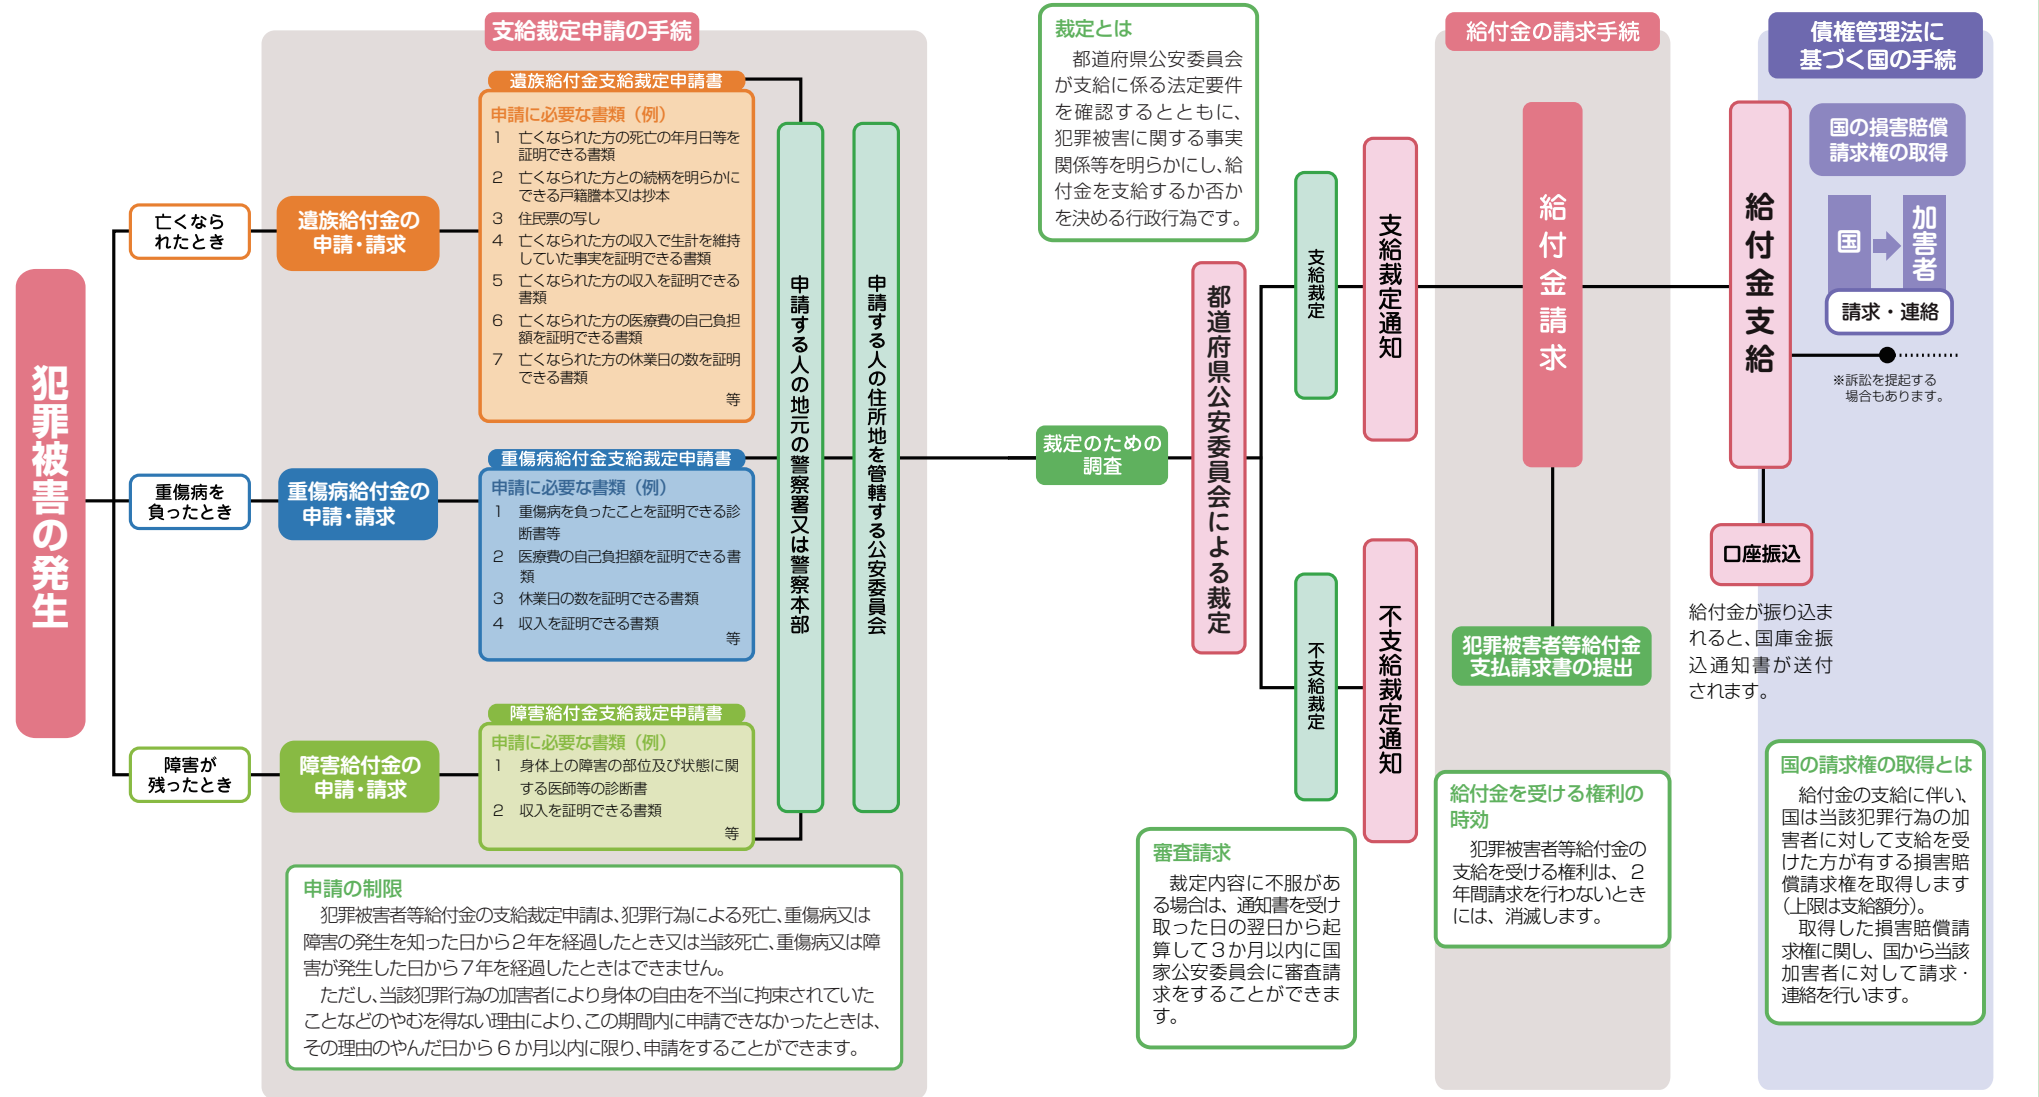 犯罪被害の発生
亡くなら
れたとき
重傷病を
負ったとき
障害が
残ったとき
支給裁定申請の手続
遺族給付金の
申請・請求
遺族給付金支給裁定申請書
申請に必要な書類（例）
1 亡くなられた方の死亡の年月日等を
証明できる書類
2 亡くなられた方との続柄を明らかに
できる戸籍謄本又は抄本
3 住民票の写し
4 亡くなられた方の収入で生計を維持
していた事実を証明できる書類
5 亡くなられた方の収入を証明できる
書類
6 亡くなられた方の医療費の自己負担
額を証明できる書類
7 亡くなられた方の休業日の数を証明
できる書類
等
重傷病給付金の
申請・請求
重傷病給付金支給裁定申請書
申請に必要な書類（例）
1 重傷病を負ったことを証明できる診
断書等
2 医療費の自己負担額を証明できる書
類
3 休業日の数を証明できる書類
4 収入を証明できる書類
等
障害給付金の
申請・請求
障害給付金支給裁定申請書
申請に必要な書類（例）
1 身体上の障害の部位及び状態に関
する医師等の診断書
2 収入を証明できる書類
等
申請する人の地元の警察署又は警察本部
申請する人の住所地を管轄する公安委員会
申請の制限
犯罪被害者等給付金の支給裁定申請は、犯罪行為による死亡、重傷病又は
障害の発生を知った日から２年を経過したとき又は当該死亡、重傷病又は障
害が発生した日から７年を経過したときはできません。
ただし、当該犯罪行為の加害者により身体の自由を不当に拘束されていた
ことなどのやむを得ない理由により、この期間内に申請できなかったときは、
その理由のやんだ日から６か月以内に限り、申請をすることができます。
裁定とは
都道府県公安委員会
が支給に係る法定要件
を確認するとともに、
犯罪被害に関する事実
関係等を明らかにし、給
付金を支給するか否か
を決める行政行為です。
裁定のための
調査
都道府県公安委員会による裁定
支給裁定
支給裁定通知
不支給裁定
不支給裁定通知
審査請求
裁定内容に不服があ
る場合は、通知書を受け
取った日の翌日から起
算して３か月以内に国
家公安委員会に審査請
求をすることができま
す。
給付金の請求手続
給付金請求
犯罪被害者等給付金
支払請求書の提出
給付金を受ける権利の
時効
犯罪被害者等給付金の
支給を受ける権利は、２
年間請求を行わないとき
には、消滅します。
給付金支給
口座振込
給付金が振り込ま
れると、国庫金振
込通知書が送付
されます。
債権管理法に
基づく国の手続
国の損害賠償
請求権の取得
国
加害者
請求・連絡
※訴訟を提起する
場合もあります。
国の請求権の取得とは
給付金の支給に伴い、
国は当該犯罪行為の加
害者に対して支給を受
けた方が有する損害賠
償請求権を取得します
（上限は支給額分）。
取得した損害賠償請
求権に関し、国から当該
加害者に対して請求・
連絡を行います。